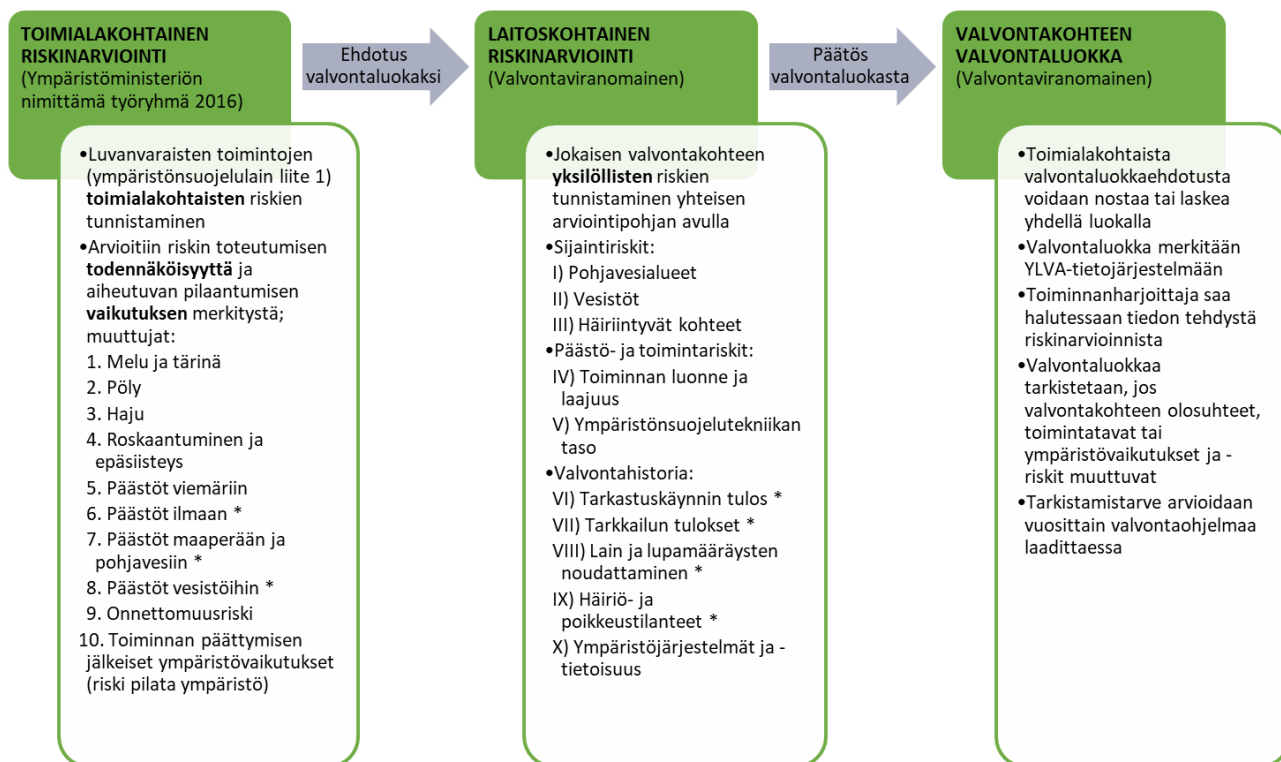 TOIMIALAKOHTAINEN
RISKINARVIOINTI
(Ympäristöministeriön
nimittämä työryhmä 2016)
•Luvanvaraisten toimintojen
(ympäristönsuojelulain liite 1)
toimialakohtaisten riskien
tunnistaminen
•Arvioitiin riskin toteutumisen
todennäköisyyttä ja
aiheutuvan pilaantumisen
vaikutuksen merkitystä;
muuttujat:
1. Melu ja tärinä
2. Pöly
3. Haju
4. Roskaantuminen ja
epäsiisteys
5. Päästöt viemäriin
6. Päästöt ilmaan *
7. Päästöt maaperään ja
pohjavesiin *
8. Päästöt vesistöihin *
9. Onnettomuusriski
10. Toiminnan päättymisen
jälkeiset ympäristövaikutukset
(riski pilata ympäristö)
Ehdotus
valvontaluokaksi
LAITOSKOHTAINEN
RISKINARVIOINTI
(Valvontaviranomainen)
•Jokaisen valvontakohteen
yksilöllisten riskien
tunnistaminen yhteisen
arviointipohjan avulla
•Sijaintiriskit:
I) Pohjavesialueet
II) Vesistöt
III) Häiriintyvät kohteet
•Päästö- ja toimintariskit:
IV) Toiminnan luonne ja
laajuus
V) Ympäristönsuojelutekniikan
taso
•Valvontahistoria:
VI) Tarkastuskäynnin tulos *
VII) Tarkkailun tulokset *
VIII) Lain ja lupamääräysten
noudattaminen *
IX) Häiriö- ja
poikkeustilanteet *
X) Ympäristöjärjestelmät ja -
tietoisuus
Päätös
valvontaluokasta
VALVONTAKOHTEEN
VALVONTALUOKKA
(Valvontaviranomainen)
•Toimialakohtaista
valvontaluokkaehdotusta
voidaan nostaa tai laskea
yhdellä luokalla
•Valvontaluokka merkitään
YLVA-tietojärjestelmään
•Toiminnanharjoittaja saa
halutessaan tiedon tehdystä
riskinarvioinnista
•Valvontaluokkaa
tarkistetaan, jos
valvontakohteen olosuhteet,
toimintatavat tai
ympäristövaikutukset ja -
riskit muuttuvat
•Tarkistamistarve arvioidaan
vuosittain valvontaohjelmaa
laadittaessa